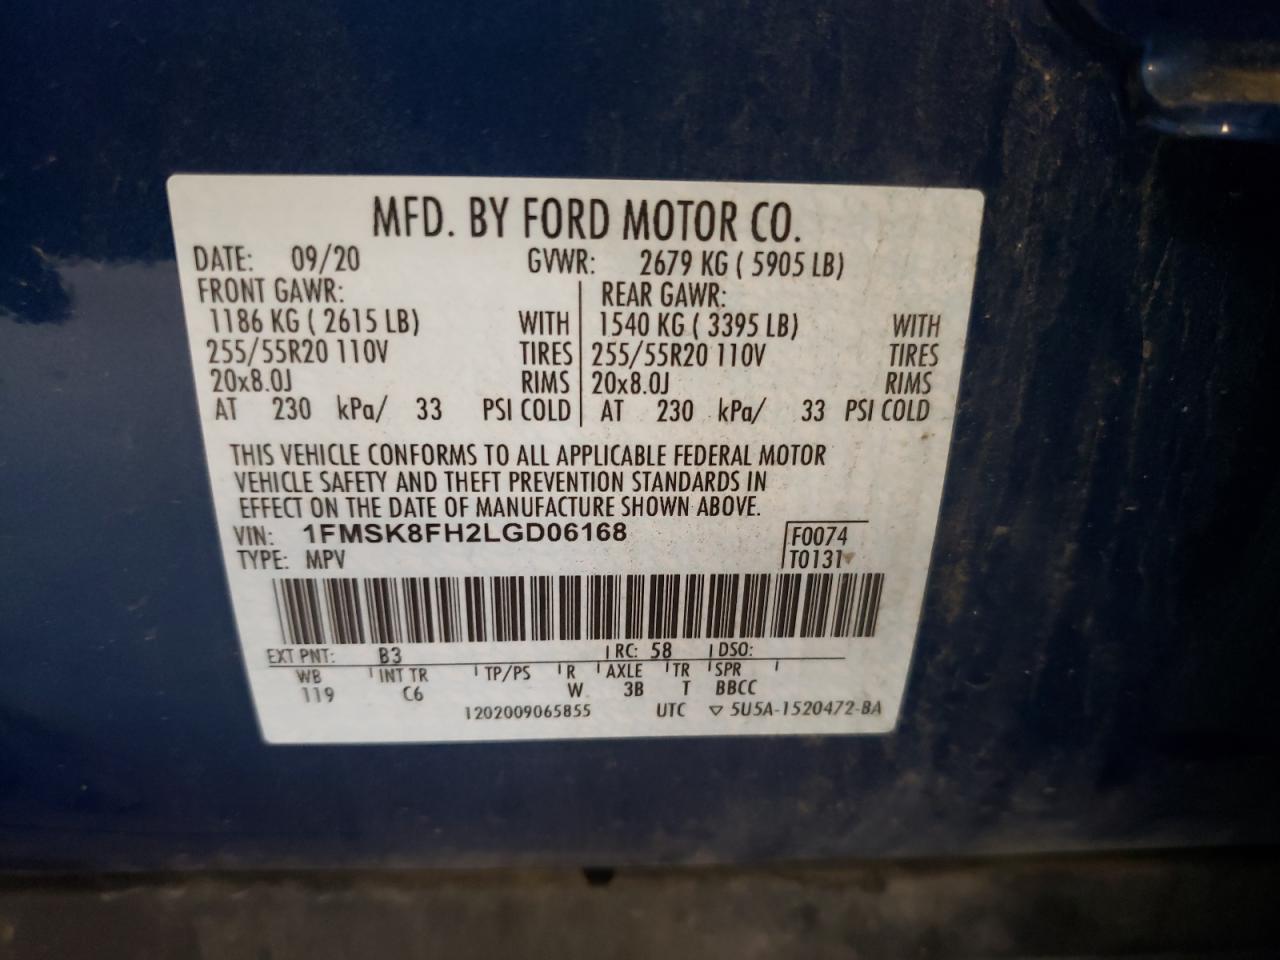 MFD. BY FORD MOTOR CO.
DATE: 09/20 GVWR: 2679 KG ( 5905 LB)
FRONT GAWR: REAR GAWR:
1186 KG ( 2615 LB) WITH 1540 KG ( 3395 LB) WITH
255/55R20 110V TIRES 255/55R20 110V TIRES
20x8.0J RIMS 20x8.0J RIMS
AT 230 kPa/ 33 PSI COLD AT 230 kPa/ 33 PSI COLD
THIS VEHICLE CONFORMS TO ALL APPLICABLE FEDERAL MOTOR
VEHICLE SAFETY AND THEFT PREVENTION STANDARDS IN
EFFECT ON THE DATE OF MANUFACTURE SHOWN ABOVE.
VIN: 1FMSK8FH2LGD06168 F0074
TYPE: MPV T0131
EXT PNT: B3 RC: 58 DSO:
WB INT TR TP/PS R AXLE TR SPR
119 C6 W 3B T BBCC
1202009065855 UTC ▽ 5U5A-1520472-BA